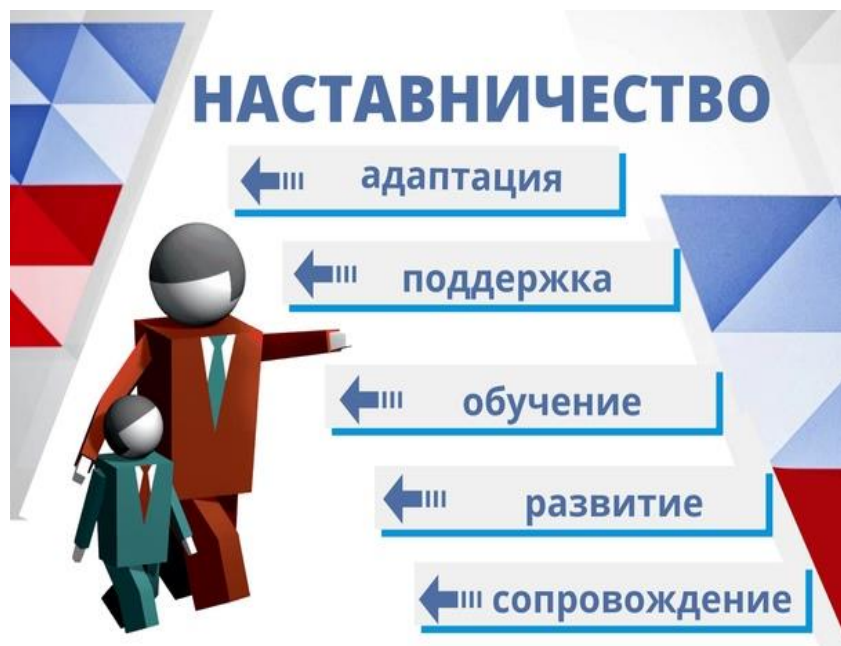 НАСТАВНИЧЕСТВО
адаптация
поддержка
обучение
развитие
сопровождение